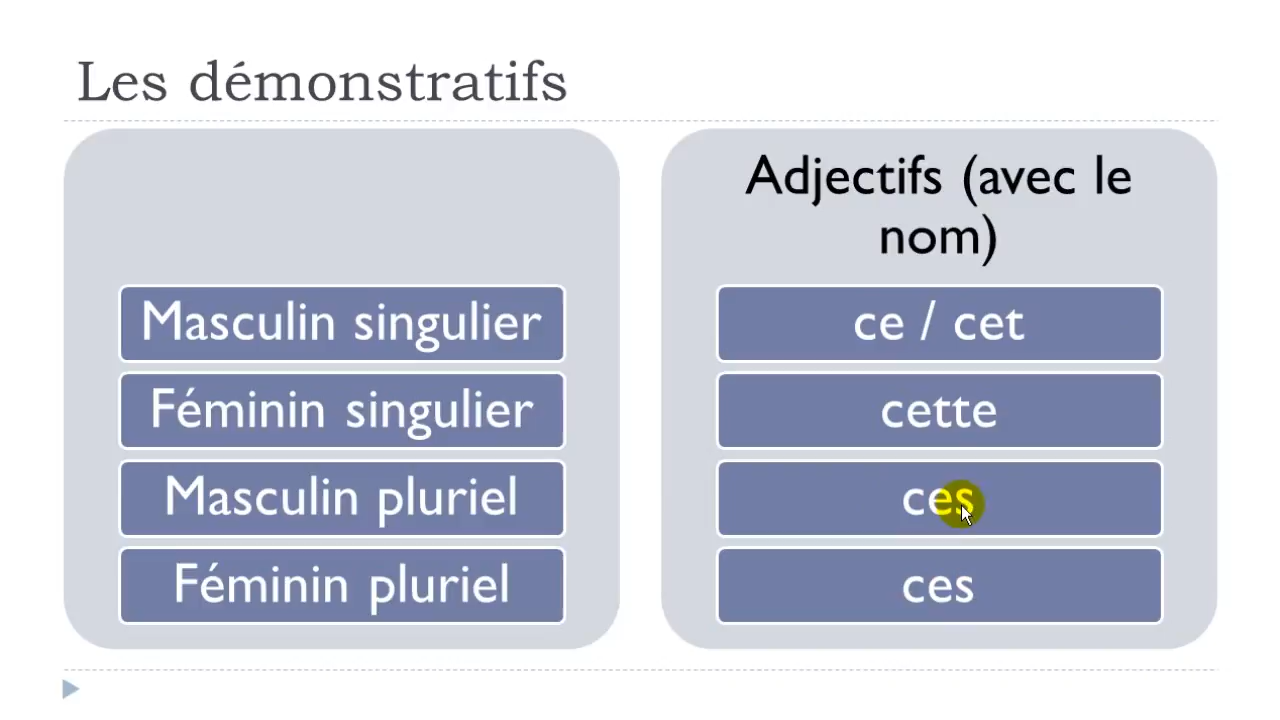 Les démonstratifs
Adjectifs (avec le
nom)
Masculin singulier
ce / cet
Féminin singulier
cette
Masculin pluriel
ces
Féminin pluriel
ces